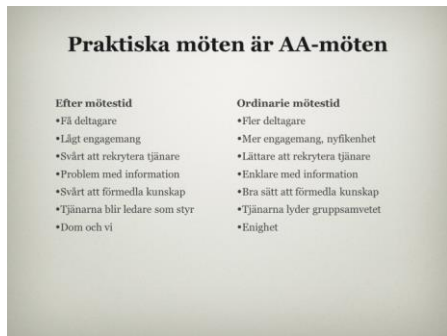 Praktiska möten är AA-möten
Efter mötestid
•Få deltagare
•Lågt engagemang
•Svårt att rekrytera tjänare
•Problem med information
•Svårt att förmedla kunskap
•Tjänarna blir ledare som styr
•Dom och vi
Ordinarie mötestid
•Fler deltagare
•Mer engagemang, nyfikenhet
•Lättare att rekrytera tjänare
•Enklare med information
•Bra sätt att förmedla kunskap
•Tjänarna lyder gruppsamvetet
•Enighet